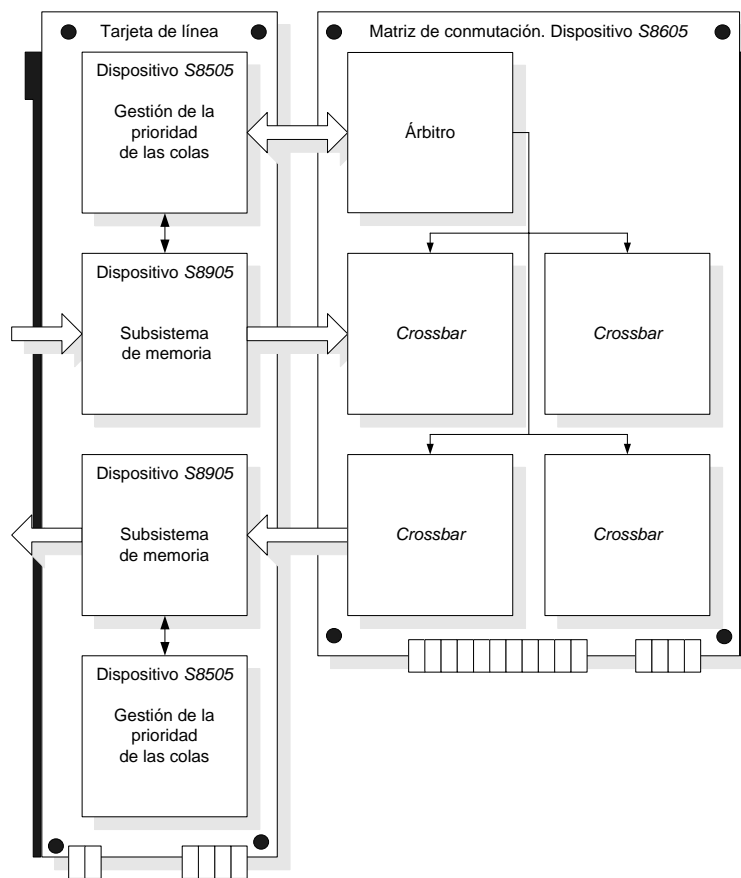 Tarjeta de línea
Dispositivo S8505
Gestión de la
prioridad
de las colas
Dispositivo S8905
Subsistema
de memoria
Dispositivo S8905
Subsistema
de memoria
Dispositivo S8505
Gestión de la
prioridad
de las colas
Matriz de conmutación. Dispositivo S8605
Árbitro
Crossbar
Crossbar
Crossbar
Crossbar